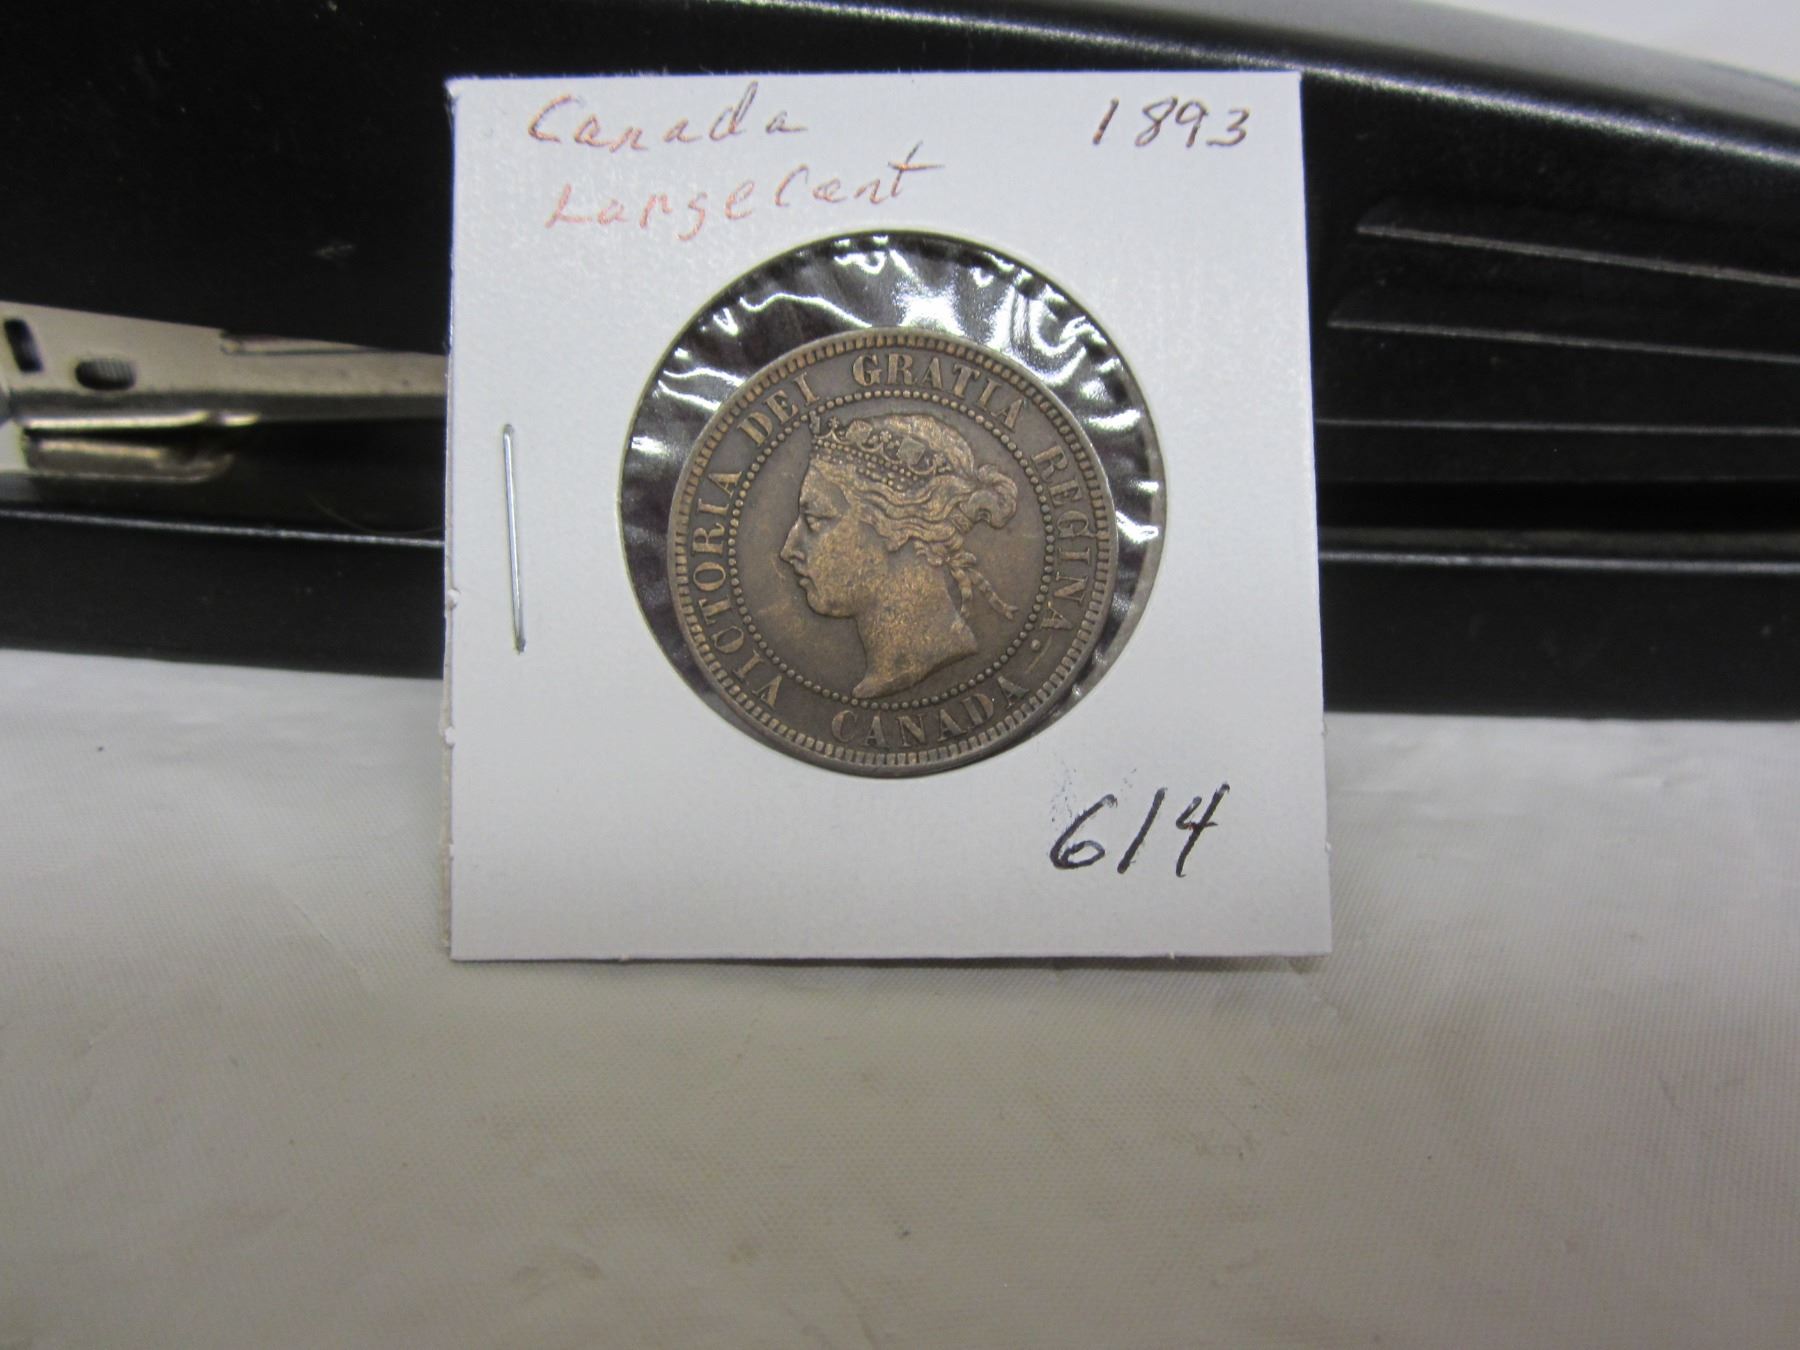 Canada 1893
Large Cent
VICTORIA DEI GRATIA REGINA.
CANADA
614